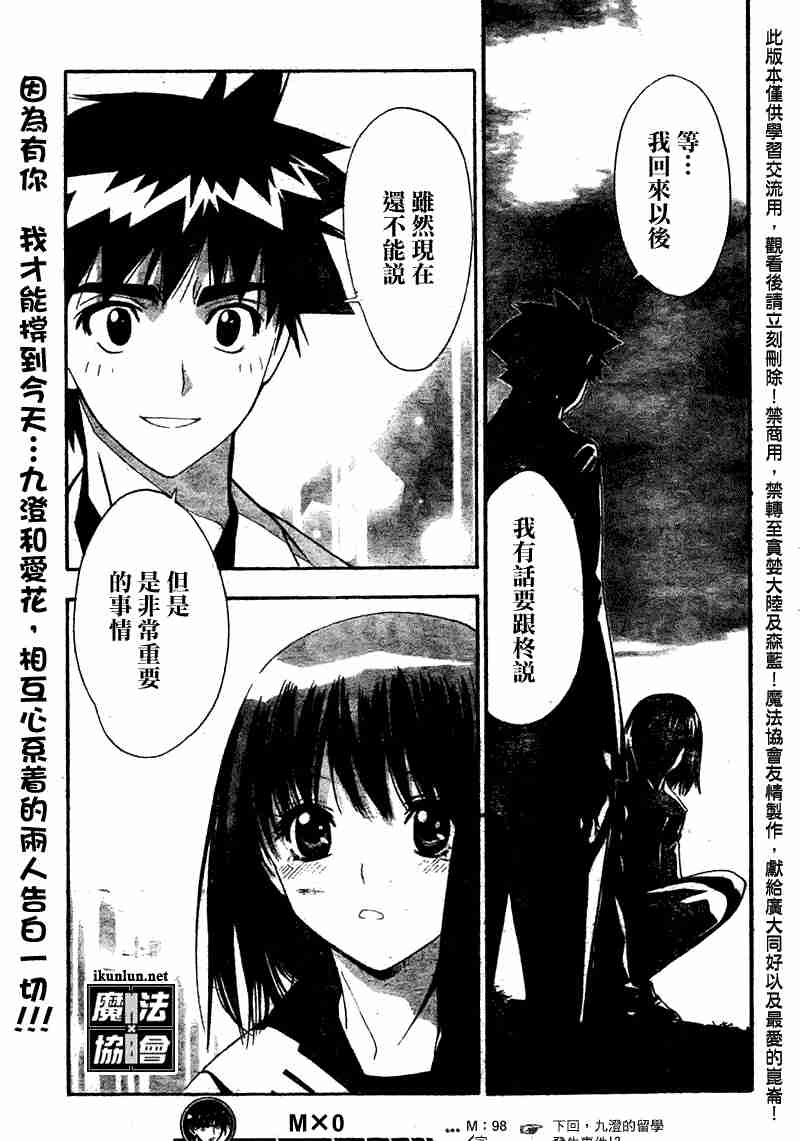 此版本僅供學習交流用，觀看後請立刻刪除！禁商用，禁轉至貪婪大陸及森藍！魔法協會友情製作，獻給廣大同好以及最愛的崑崙！
等…
我回來以後
我有話要跟柊説
雖然現在
還不能説
但是
是非常重要
的事情
因為有你 我才能撐到今天…九澄和愛花，相互心系着的兩人告白一切!!!
ikunlun.net
魔法
M×0
協會
M×0
… M：98 ☞ 下回，九澄的留學